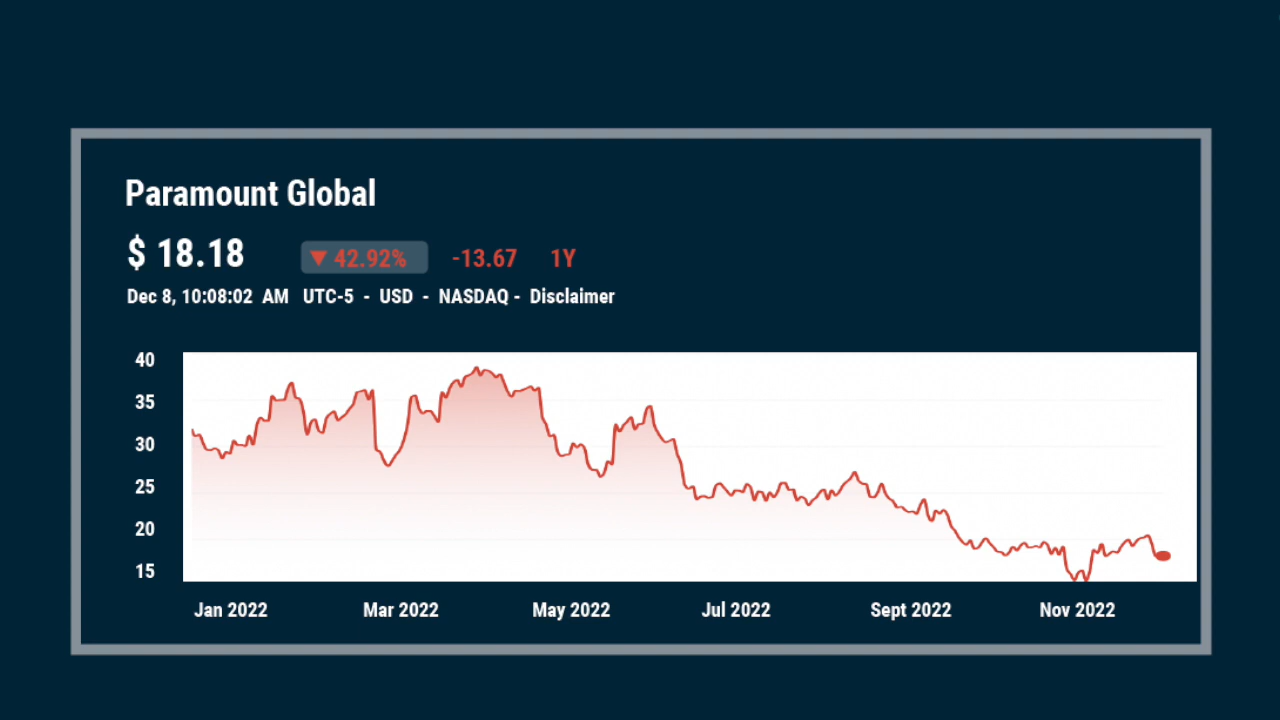 Paramount Global
$ 18.18 ▼ 42.92% -13.67 1Y
Dec 8, 10:08:02 AM UTC-5 - USD - NASDAQ - Disclaimer
40
35
30
25
20
15
Jan 2022 Mar 2022 May 2022 Jul 2022 Sept 2022 Nov 2022